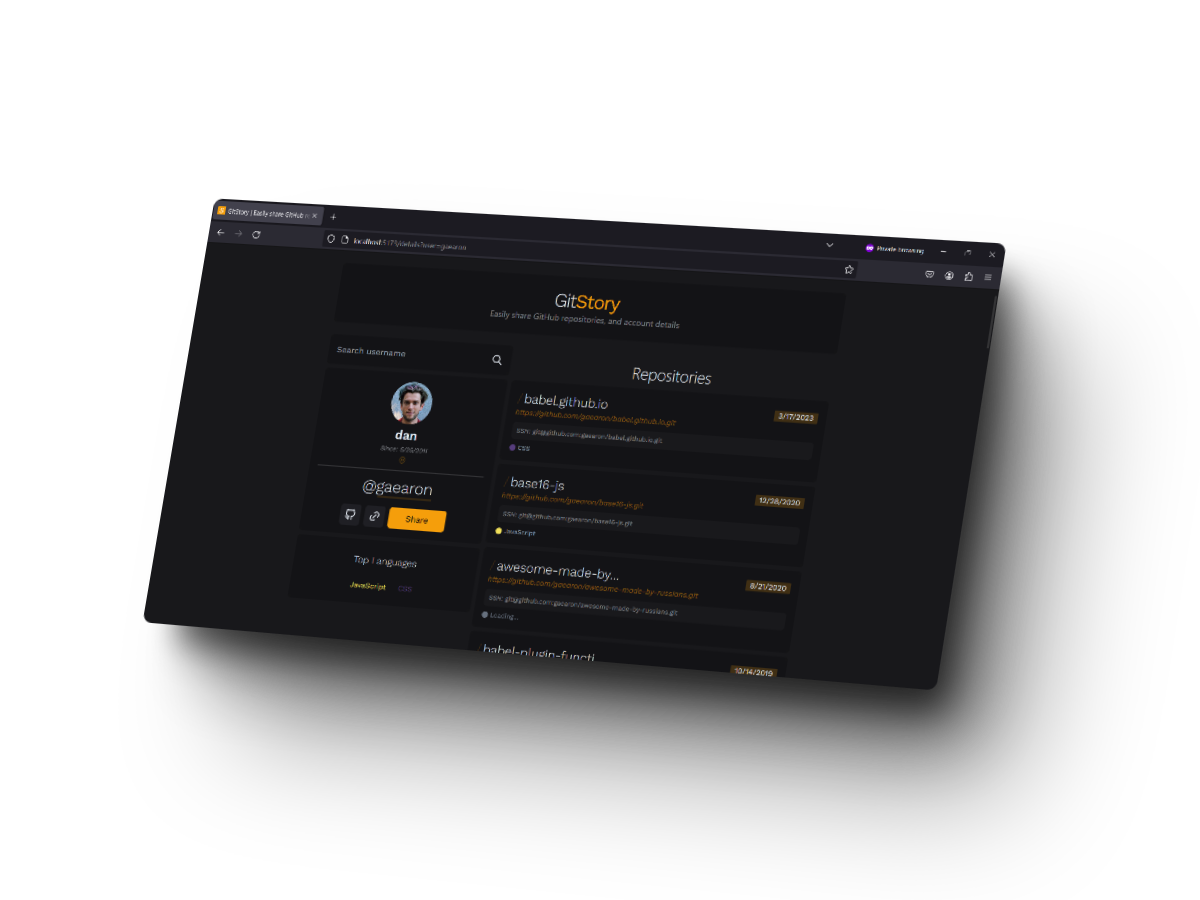 GitStory | Easily share GitHub re
Private browsing
localhost:5173/details?user=gaearon
GitStory
Easily share GitHub repositories, and account details
Search username
dan
Since: 5/26/2011
@gaearon
Share
Top Languages
JavaScript CSS
Repositories
/ babel.github.io
3/17/2023
https://github.com/gaearon/babel.github.io.git
SSH: git@github.com:gaearon/babel.github.io.git
CSS
/ base16-js
12/28/2020
https://github.com/gaearon/base16-js.git
SSH: git@github.com:gaearon/base16-js.git
JavaScript
/ awesome-made-by...
8/21/2020
https://github.com/gaearon/awesome-made-by-russians.git
SSH: git@github.com:gaearon/awesome-made-by-russians.git
Loading...
/ babel-plugin-functi
10/14/2019